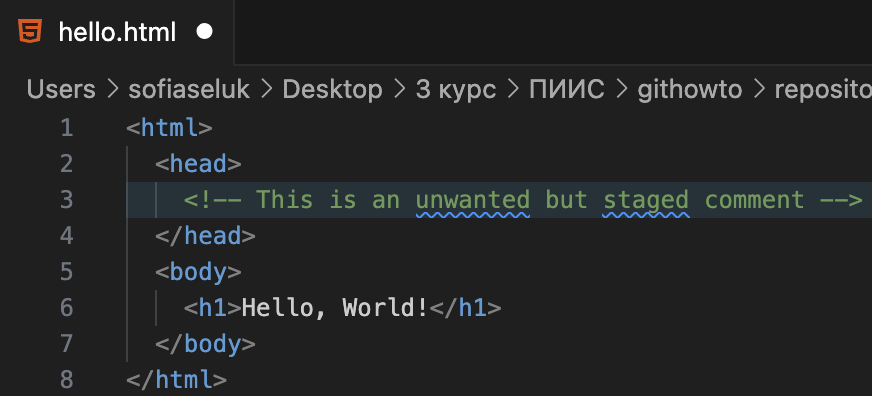 hello.html
Users > sofiaseluk > Desktop > 3 курс > ПИИС > githowto > reposito
1 <html>
2 <head>
3 <!-- This is an unwanted but staged comment -->
4 </head>
5 <body>
6 <h1>Hello, World!</h1>
7 </body>
8 </html>